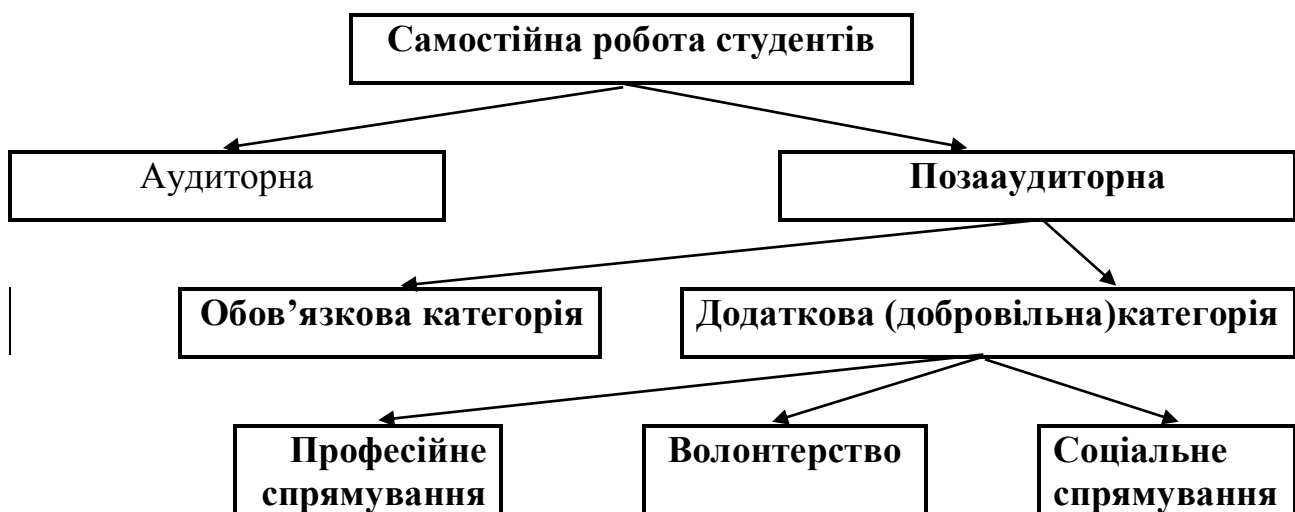 Самостійна робота студентів
Аудиторна
Позааудиторна
Обов’язкова категорія
Додаткова (добровільна)категорія
Професійне
спрямування
Волонтерство
Соціальне
спрямування